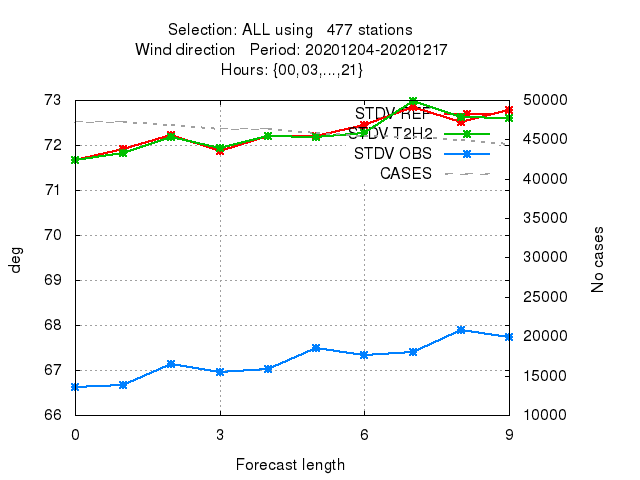 Selection: ALL using   477 stations
Wind direction   Period: 20201204-20201217
Hours: {00,03,...,21}
73
72
71
70
69
68
67
66
deg
50000
45000
40000
35000
30000
25000
20000
15000
10000
No cases
STDV REF
STDV T2H2
STDV OBS
CASES
0 3 6 9
Forecast length